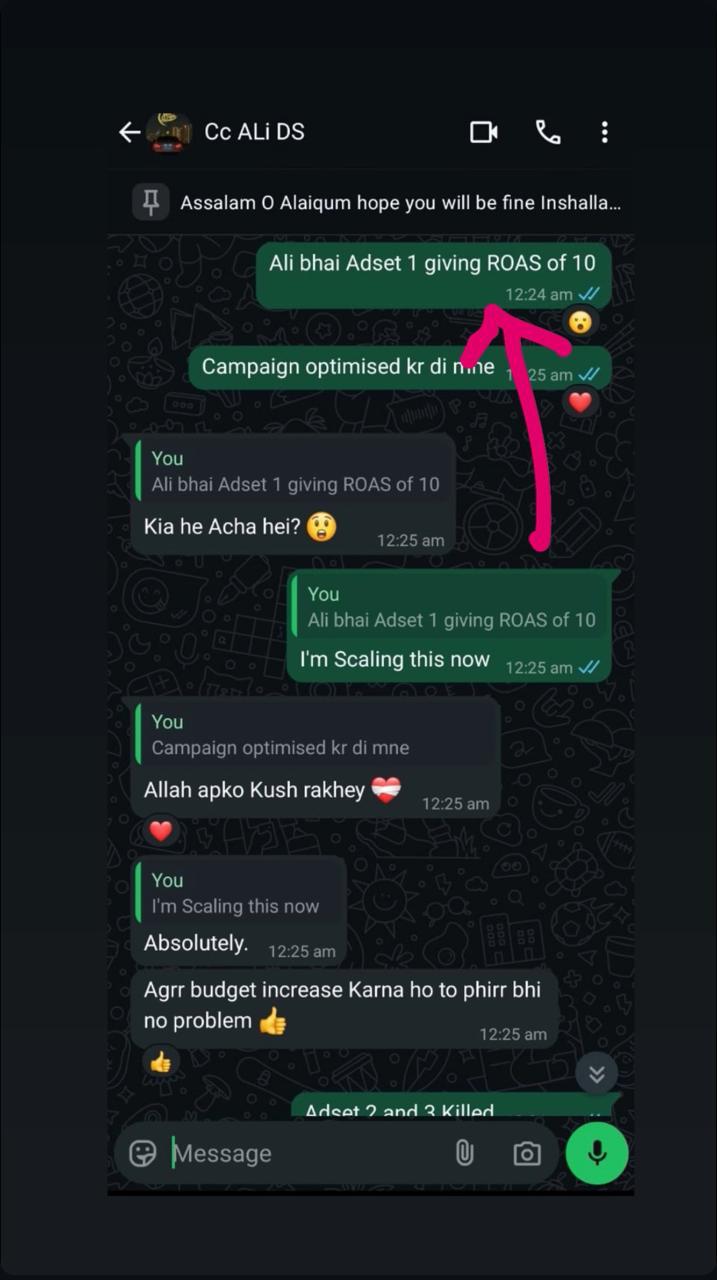 Cc ALi DS
Assalam O Alaiqum hope you will be fine Inshalla...
Ali bhai Adset 1 giving ROAS of 10
12:24 am
Campaign optimised kr di mne
12:25 am
You
Ali bhai Adset 1 giving ROAS of 10
Kia he Acha hei? 😲
12:25 am
You
Ali bhai Adset 1 giving ROAS of 10
I'm Scaling this now
12:25 am
You
Campaign optimised kr di mne
Allah apko Kush rakhey ❤️‍🩹
12:25 am
You
I'm Scaling this now
Absolutely.
12:25 am
Agrr budget increase Karna ho to phirr bhi
no problem 👍
12:25 am
Adset 2 and 3 Killed
Message